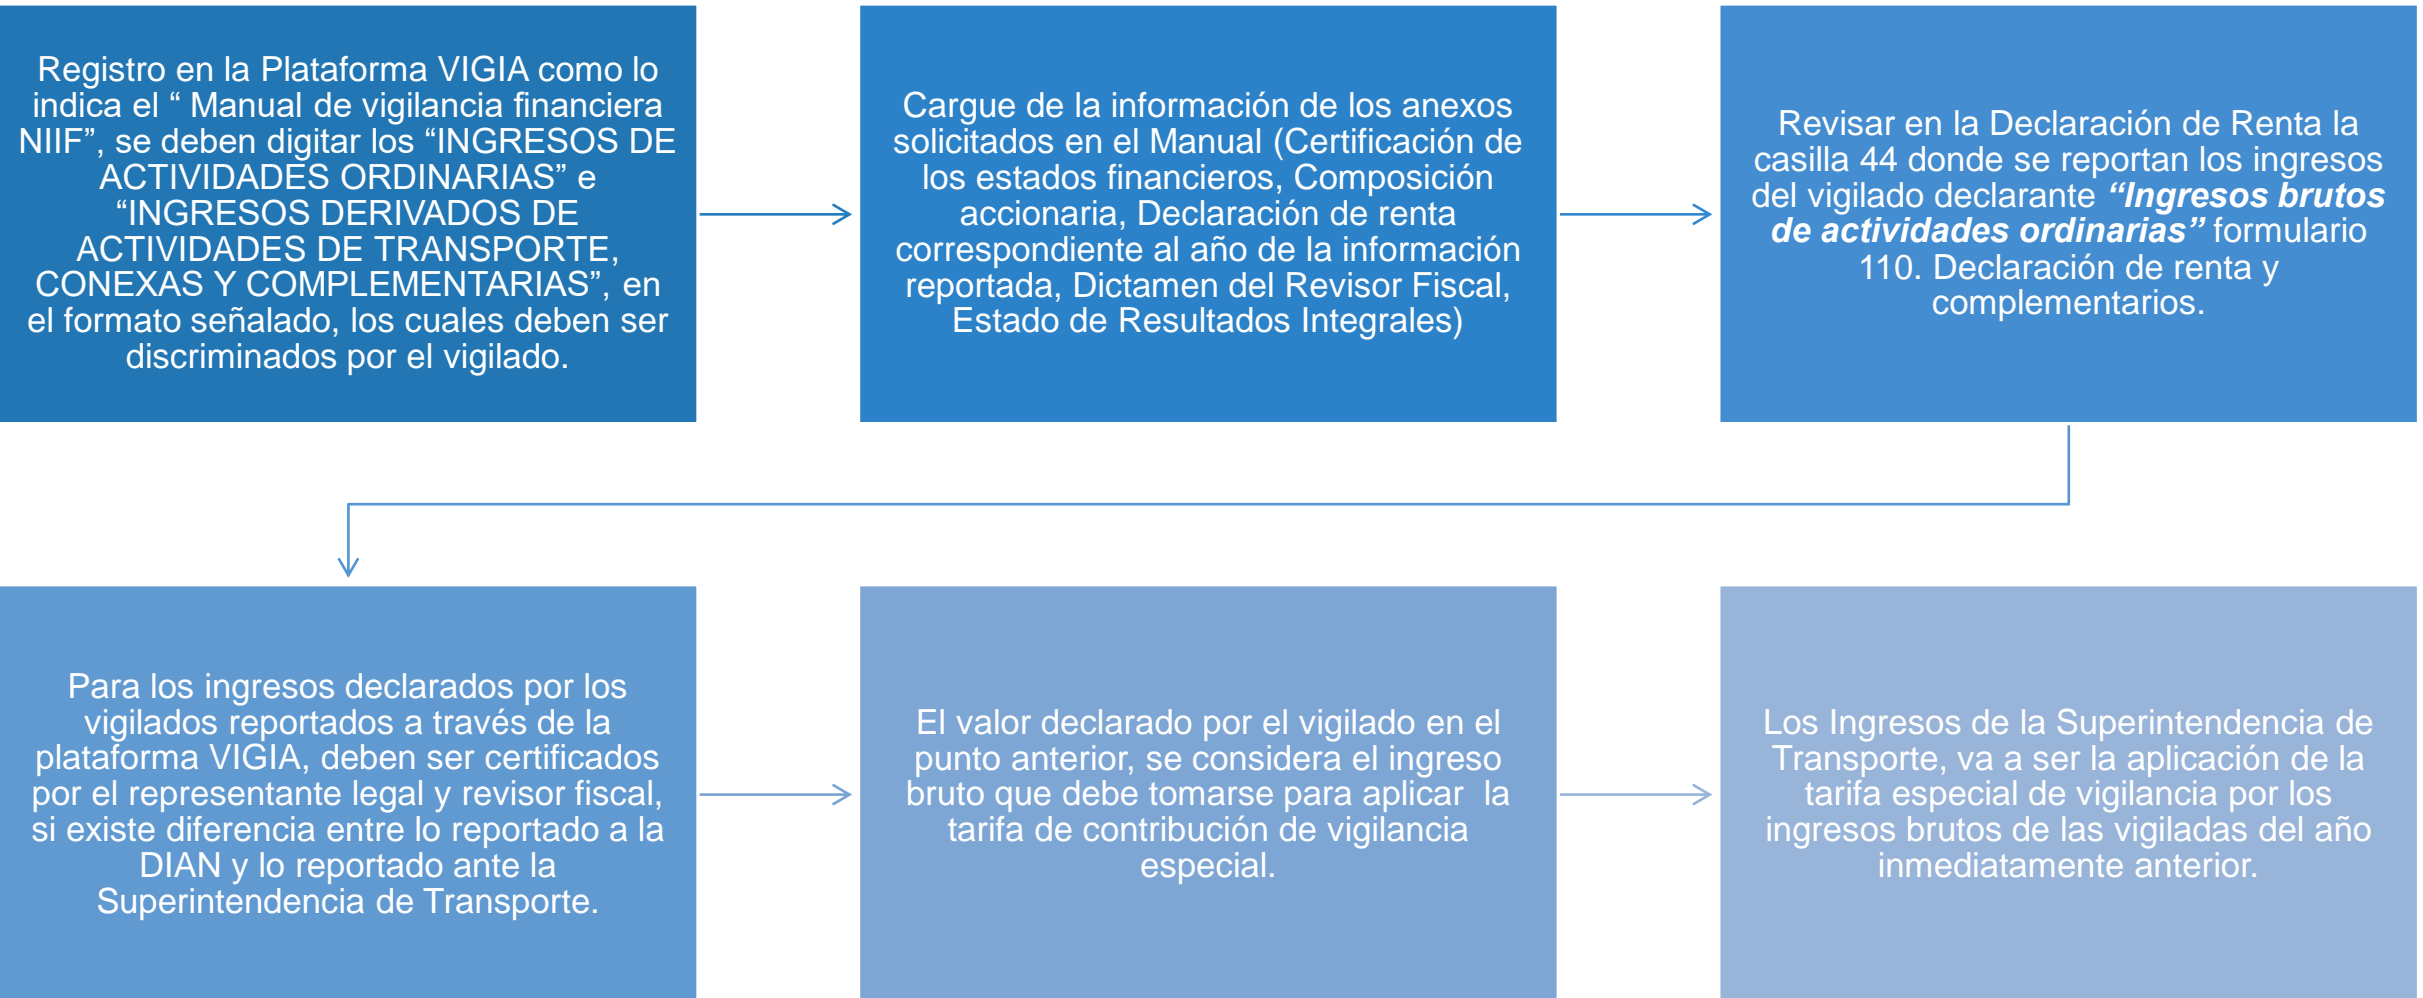 Registro en la Plataforma VIGIA como lo
indica el “ Manual de vigilancia financiera
NIIF”, se deben digitar los “INGRESOS DE
ACTIVIDADES ORDINARIAS” e
“INGRESOS DERIVADOS DE
ACTIVIDADES DE TRANSPORTE,
CONEXAS Y COMPLEMENTARIAS”, en
el formato señalado, los cuales deben ser
discriminados por el vigilado.
Cargue de la información de los anexos
solicitados en el Manual (Certificación de
los estados financieros, Composición
accionaria, Declaración de renta
correspondiente al año de la información
reportada, Dictamen del Revisor Fiscal,
Estado de Resultados Integrales)
Revisar en la Declaración de Renta la
casilla 44 donde se reportan los ingresos
del vigilado declarante “Ingresos brutos
de actividades ordinarias” formulario
110. Declaración de renta y
complementarios.
Para los ingresos declarados por los
vigilados reportados a través de la
plataforma VIGIA, deben ser certificados
por el representante legal y revisor fiscal,
si existe diferencia entre lo reportado a la
DIAN y lo reportado ante la
Superintendencia de Transporte.
El valor declarado por el vigilado en el
punto anterior, se considera el ingreso
bruto que debe tomarse para aplicar  la
tarifa de contribución de vigilancia
especial.
Los Ingresos de la Superintendencia de
Transporte, va a ser la aplicación de la
tarifa especial de vigilancia por los
ingresos brutos de las vigiladas del año
inmediatamente anterior.